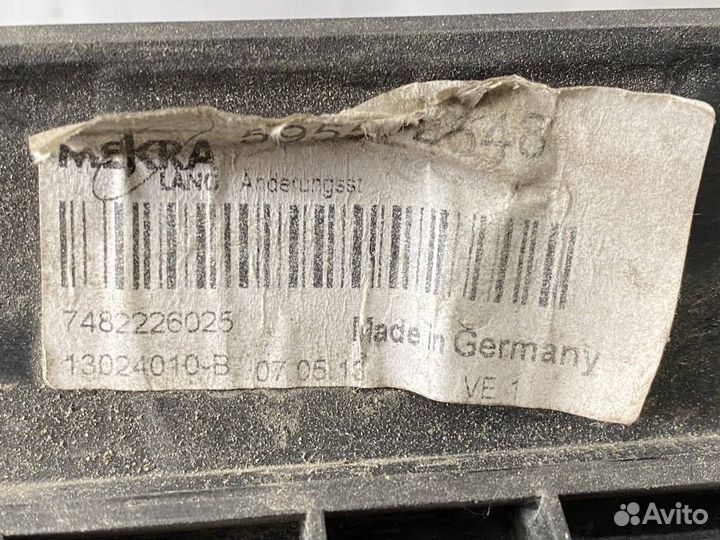 MEKRA
LANG Änderungsst
7482226025
Made in Germany
13024010-B 07.05.13
VE 1
Avito